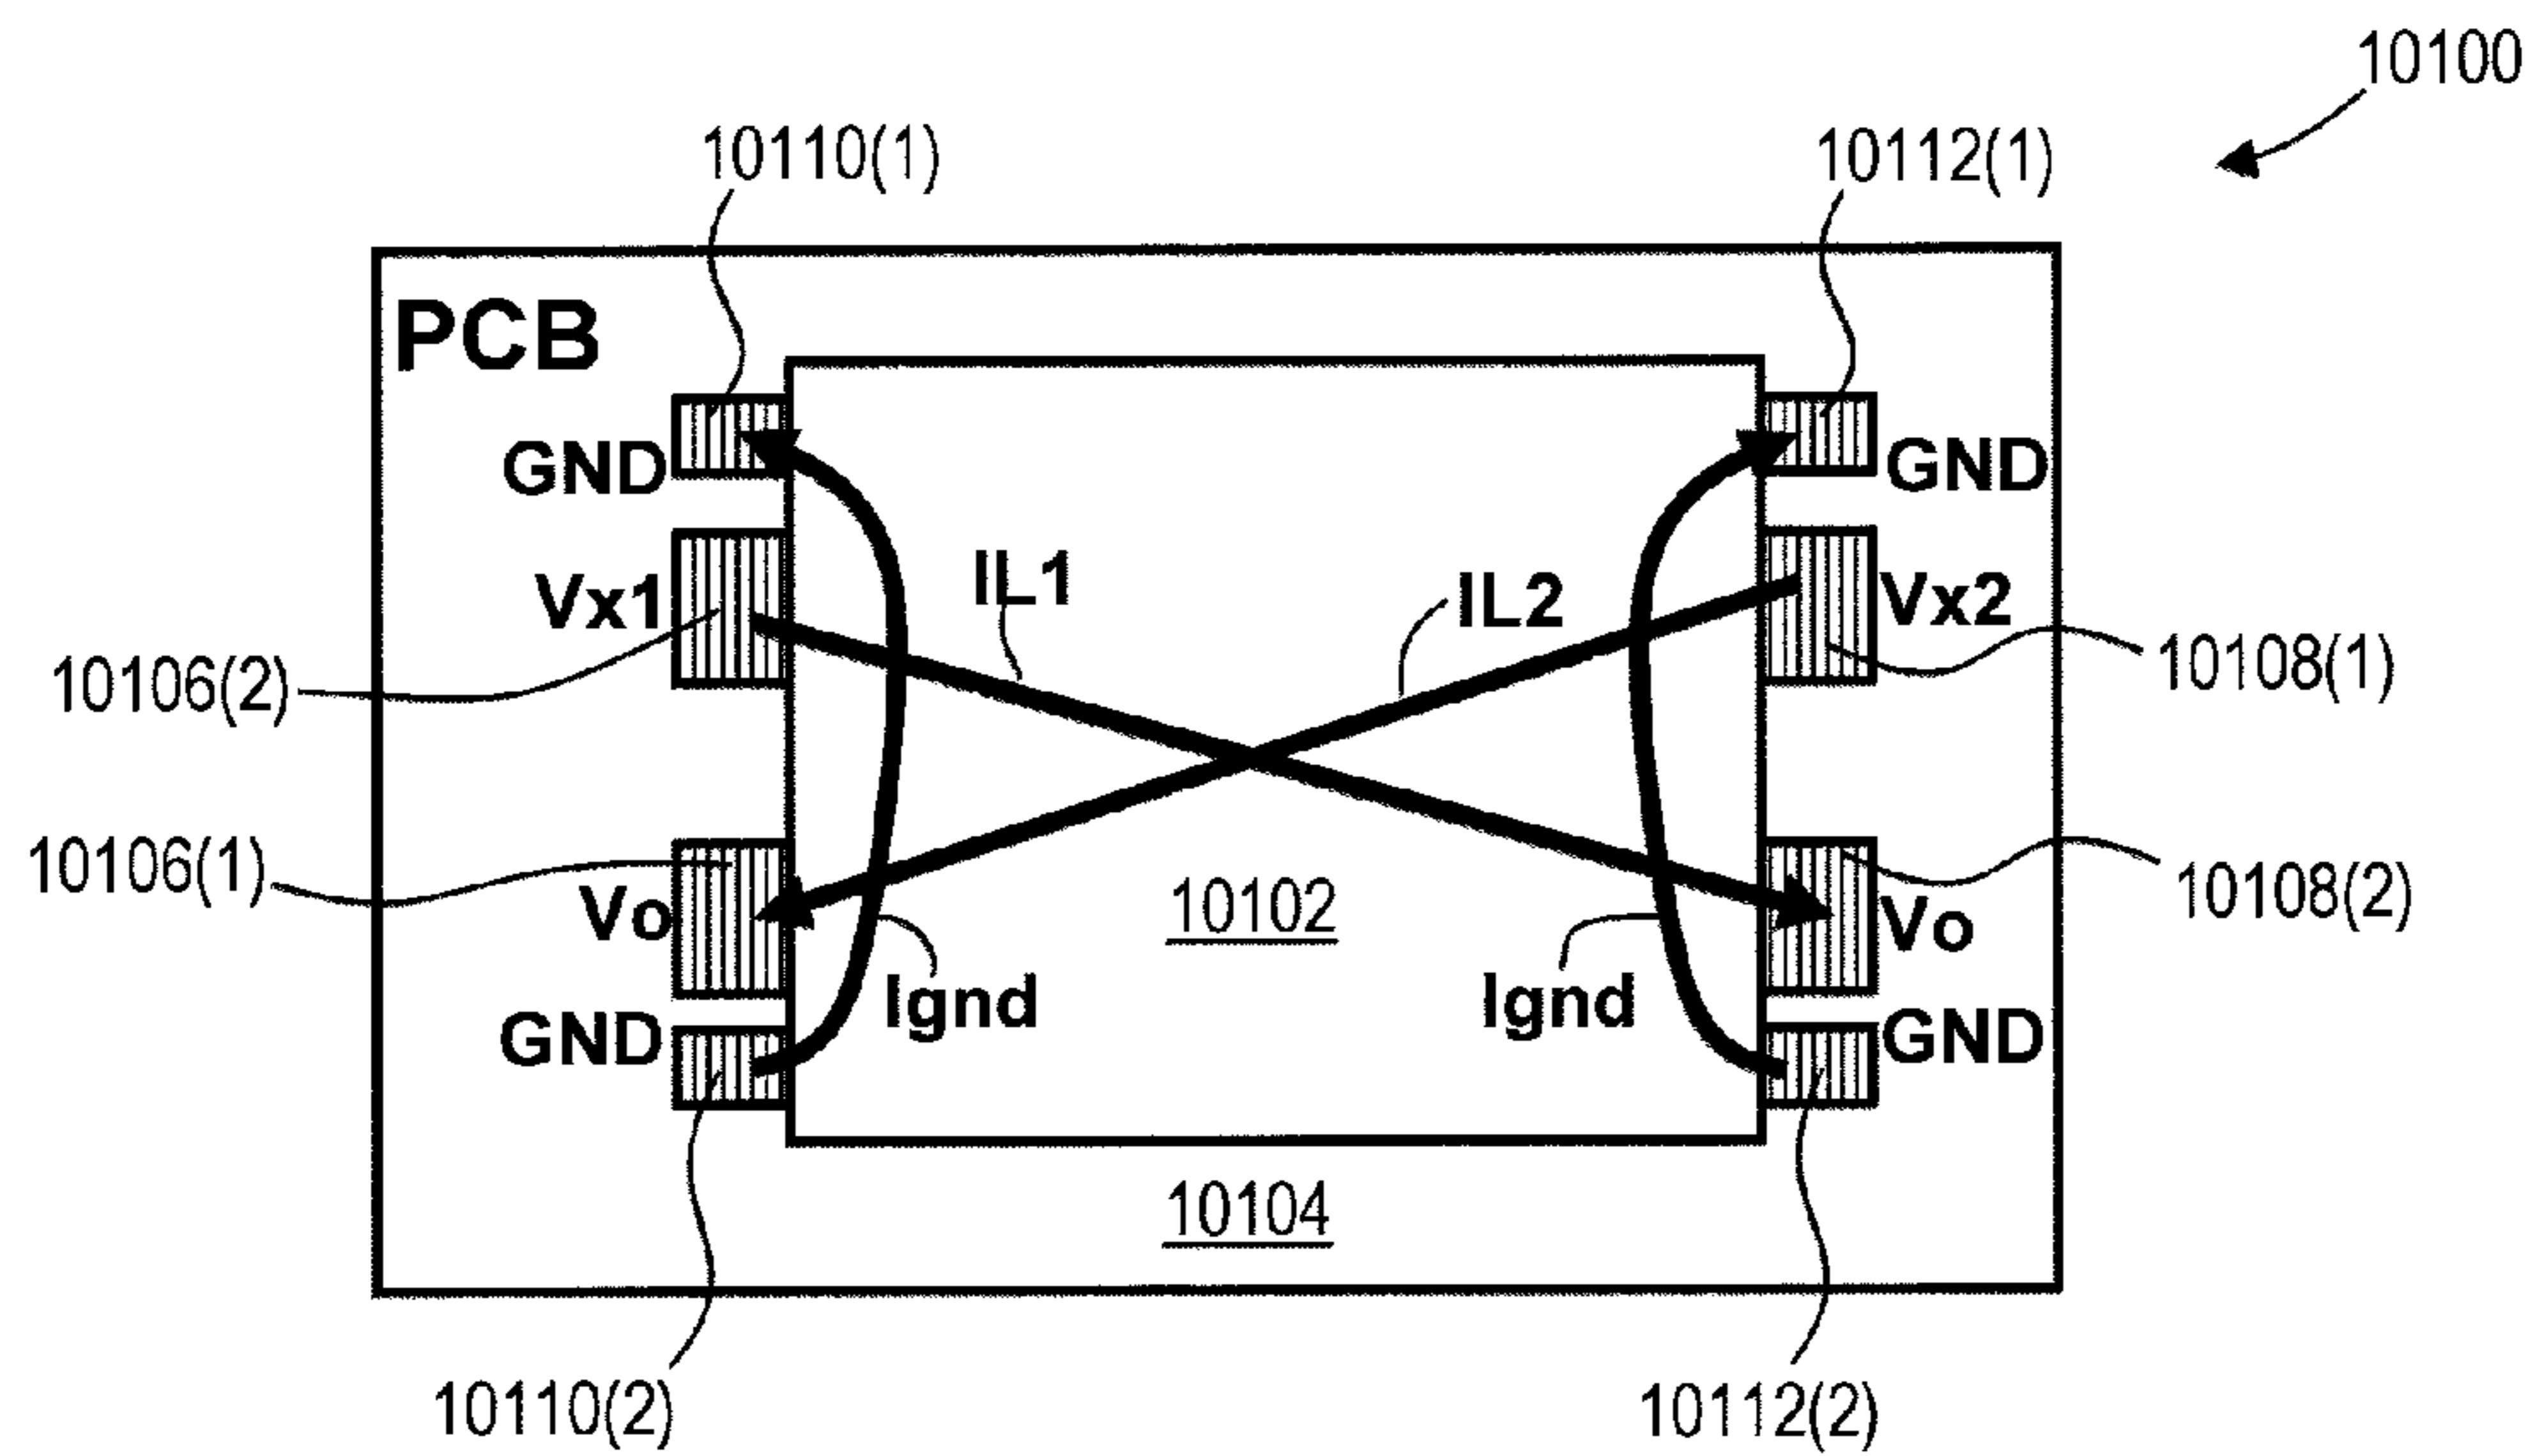 10100
10110(1)
10112(1)
PCB
GND
GND
Vx1
IL1
IL2
Vx2
10106(2)
10108(1)
10106(1)
Vo
10102
Vo
10108(2)
Ignd
Ignd
GND
GND
10104
10110(2)
10112(2)